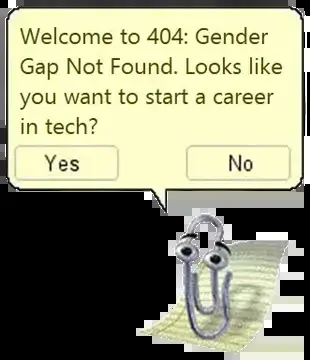 Welcome to 404: Gender
Gap Not Found. Looks like
you want to start a career
in tech?
Yes
No